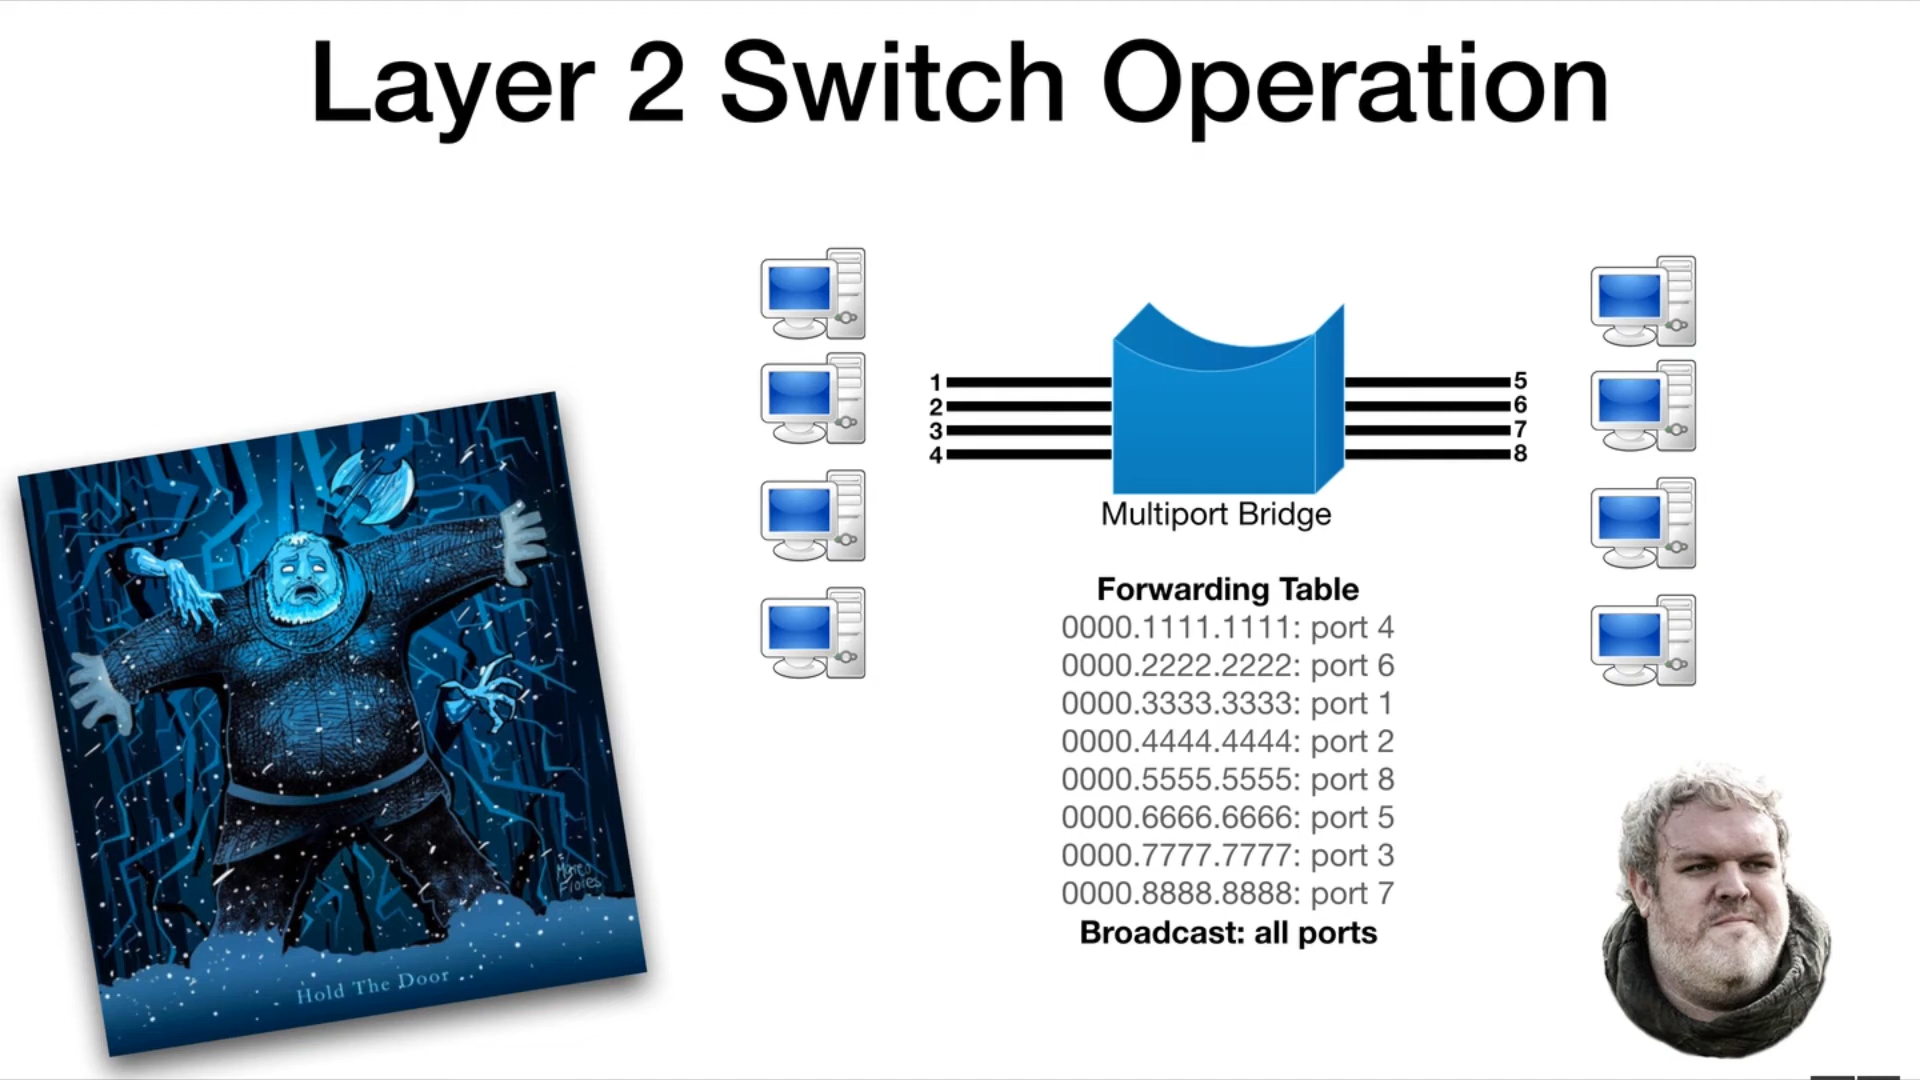 Layer 2 Switch Operation
1
2
3
4
5
6
7
8
Multiport Bridge
Forwarding Table
0000.1111.1111: port 4
0000.2222.2222: port 6
0000.3333.3333: port 1
0000.4444.4444: port 2
0000.5555.5555: port 8
0000.6666.6666: port 5
0000.7777.7777: port 3
0000.8888.8888: port 7
Broadcast: all ports
Flores
Hold The Door